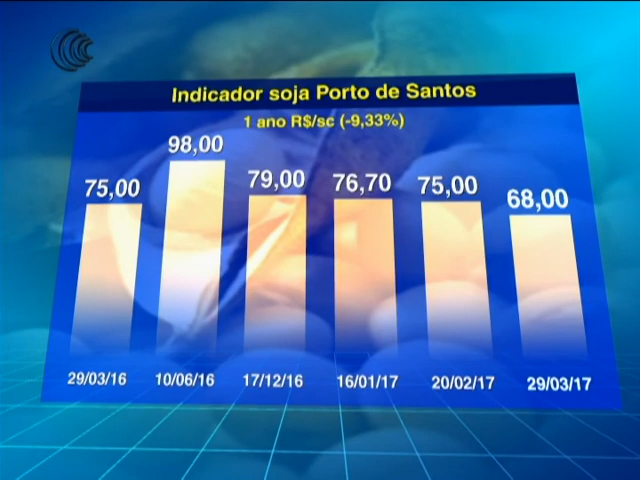 Indicador soja Porto de Santos
1 ano R$/sc (-9,33%)
75,00 98,00 79,00 76,70 75,00 68,00
29/03/16 10/06/16 17/12/16 16/01/17 20/02/17 29/03/17